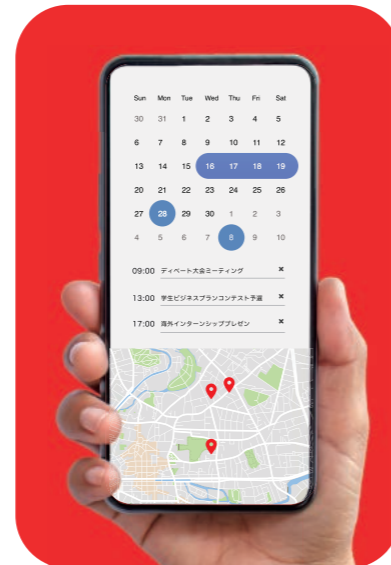 Sun Mon Tue Wed Thu Fri Sat
30 31 1 2 3 4 5
6 7 8 9 10 11 12
13 14 15 16 17 18 19
20 21 22 23 24 25 26
27 28 29 30 1 2 3
4 5 6 7 8 9 10
09:00 ディベート大会ミーティング ×
13:00 学生ビジネスプランコンテスト予選 ×
17:00 海外インターンシッププレゼン ×